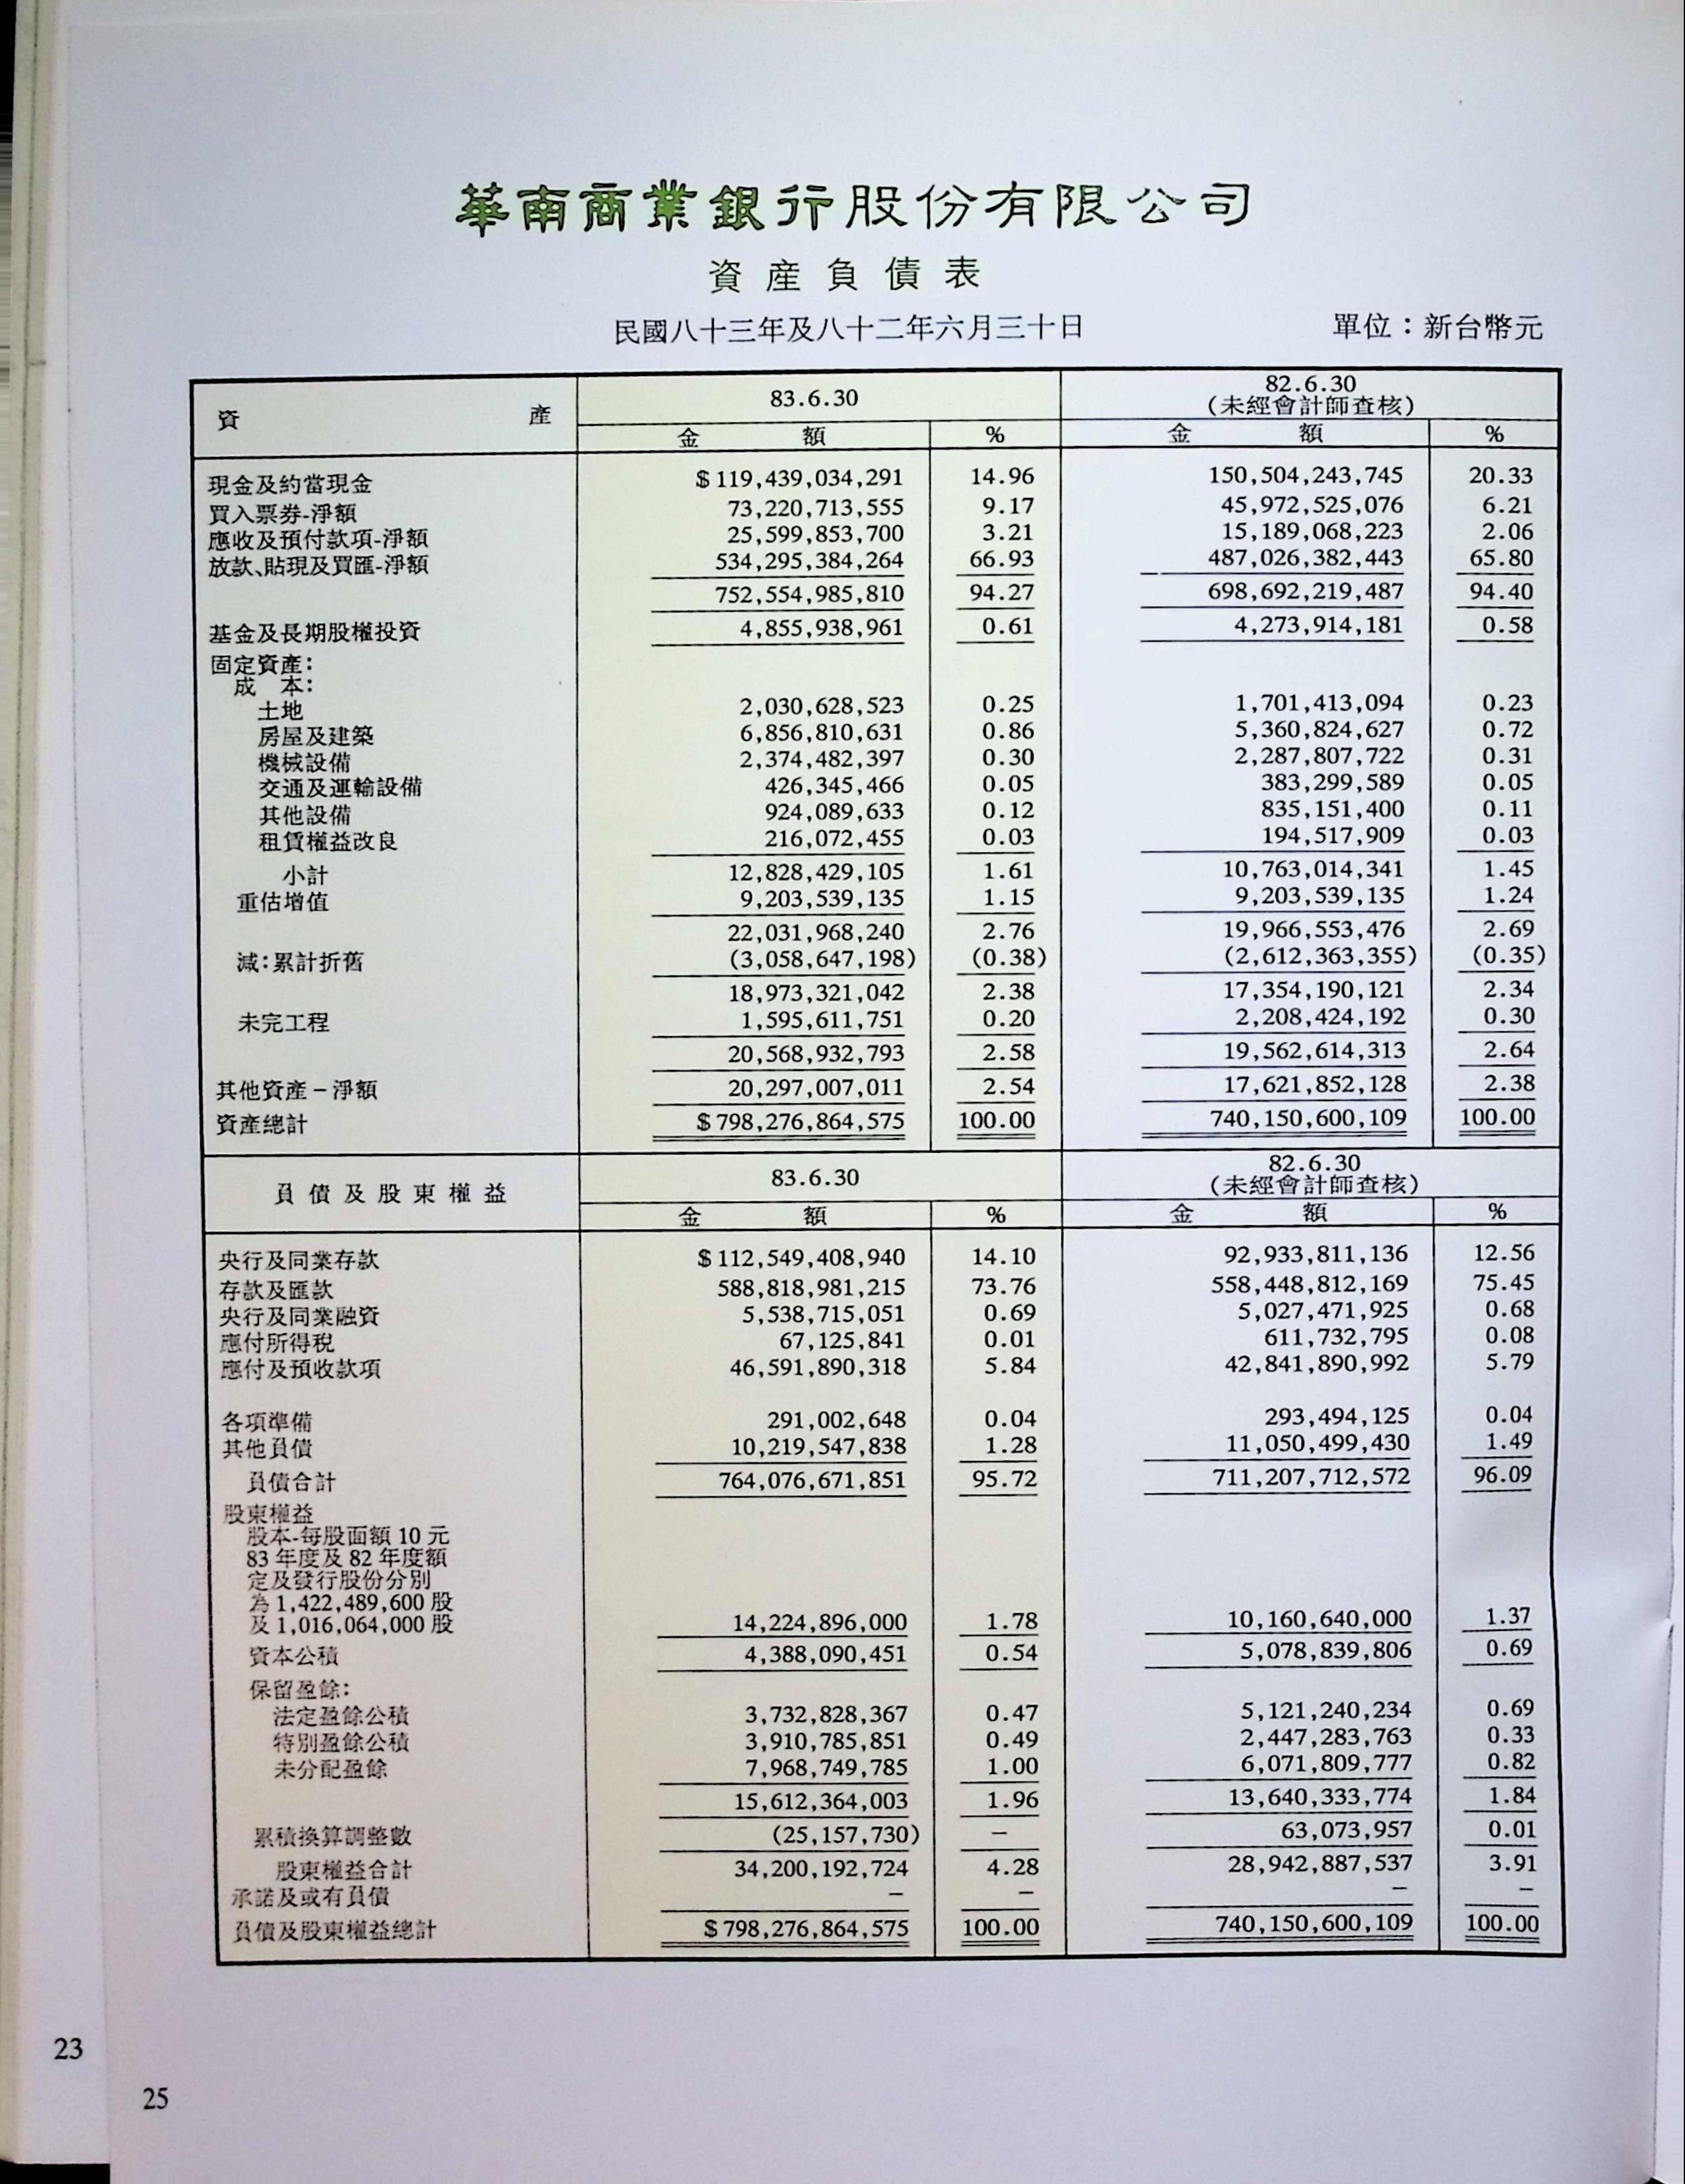 華南商業銀行股份有限公司
資產負債表
民國八十三年及八十二年六月三十日 單位：新台幣元
資 產 83.6.30 82.6.30
(未經會計師查核)
金 額 % 金 額 %
現金及約當現金 $119,439,034,291 14.96 150,504,243,745 20.33
買入票券-淨額 73,220,713,555 9.17 45,972,525,076 6.21
應收及預付款項-淨額 25,599,853,700 3.21 15,189,068,223 2.06
放款、貼現及買匯-淨額 534,295,384,264 66.93 487,026,382,443 65.80
752,554,985,810 94.27 698,692,219,487 94.40
基金及長期股權投資 4,855,938,961 0.61 4,273,914,181 0.58
固定資產：
成 本：
土地 2,030,628,523 0.25 1,701,413,094 0.23
房屋及建築 6,856,810,631 0.86 5,360,824,627 0.72
機械設備 2,374,482,397 0.30 2,287,807,722 0.31
交通及運輸設備 426,345,466 0.05 383,299,589 0.05
其他設備 924,089,633 0.12 835,151,400 0.11
租賃權益改良 216,072,455 0.03 194,517,909 0.03
小計 12,828,429,105 1.61 10,763,014,341 1.45
重估增值 9,203,539,135 1.15 9,203,539,135 1.24
22,031,968,240 2.76 19,966,553,476 2.69
減：累計折舊 (3,058,647,198) (0.38) (2,612,363,355) (0.35)
18,973,321,042 2.38 17,354,190,121 2.34
未完工程 1,595,611,751 0.20 2,208,424,192 0.30
20,568,932,793 2.58 19,562,614,313 2.64
其他資產－淨額 20,297,007,011 2.54 17,621,852,128 2.38
資產總計 $798,276,864,575 100.00 740,150,600,109 100.00
負債及股東權益 83.6.30 82.6.30
(未經會計師查核)
金 額 % 金 額 %
央行及同業存款 $112,549,408,940 14.10 92,933,811,136 12.56
存款及匯款 588,818,981,215 73.76 558,448,812,169 75.45
央行及同業融資 5,538,715,051 0.69 5,027,471,925 0.68
應付所得稅 67,125,841 0.01 611,732,795 0.08
應付及預收款項 46,591,890,318 5.84 42,841,890,992 5.79
各項準備 291,002,648 0.04 293,494,125 0.04
其他負債 10,219,547,838 1.28 11,050,499,430 1.49
負債合計 764,076,671,851 95.72 711,207,712,572 96.09
股東權益
股本-每股面額 10 元
83 年度及 82 年度額
定及發行股份分別
為 1,422,489,600 股
及 1,016,064,000 股 14,224,896,000 1.78 10,160,640,000 1.37
資本公積 4,388,090,451 0.54 5,078,839,806 0.69
保留盈餘：
法定盈餘公積 3,732,828,367 0.47 5,121,240,234 0.69
特別盈餘公積 3,910,785,851 0.49 2,447,283,763 0.33
未分配盈餘 7,968,749,785 1.00 6,071,809,777 0.82
15,612,364,003 1.96 13,640,333,774 1.84
累積換算調整數 (25,157,730) － 63,073,957 0.01
股東權益合計 34,200,192,724 4.28 28,942,887,537 3.91
承諾及或有負債 － － － －
負債及股東權益總計 $798,276,864,575 100.00 740,150,600,109 100.00
23
25